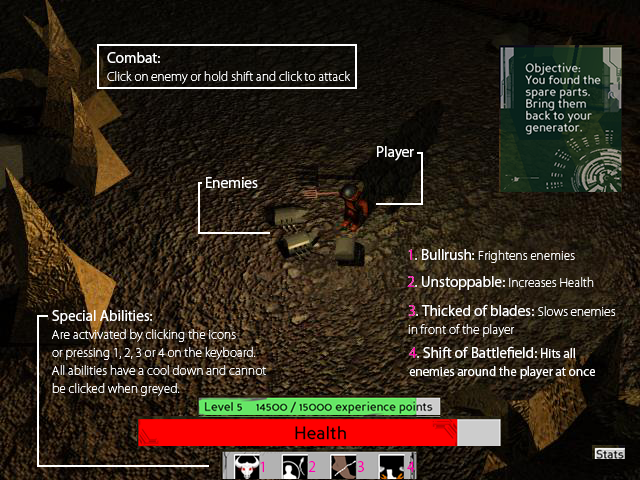 Combat:
Click on enemy or hold shift and click to attack
Objective:
You found the
spare parts.
Bring them
back to your
generator.
Player
Enemies
1. Bullrush: Frightens enemies
2. Unstoppable: Increases Health
3. Thicked of blades: Slows enemies
in front of the player
4. Shift of Battlefield: Hits all
enemies around the player at once
Special Abilities:
Are actvivated by clicking the icons
or pressing 1, 2, 3 or 4 on the keyboard.
All abilities have a cool down and cannot
be clicked when greyed.
Level 5 14500 / 15000 experience points
Health
1 2 3 4
Stats